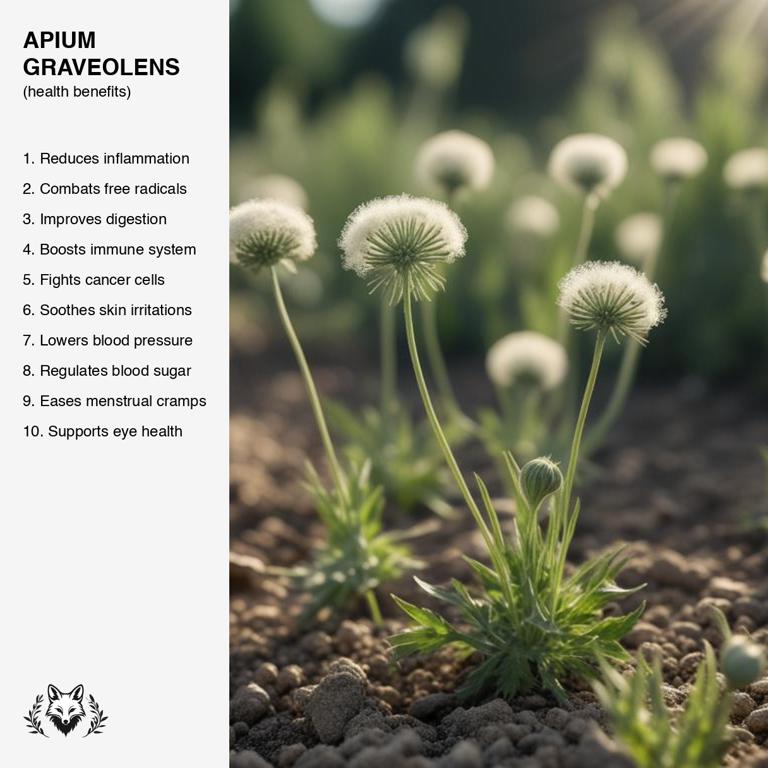 APIUM
GRAVEOLENS
(health benefits)
1. Reduces inflammation
2. Combats free radicals
3. Improves digestion
4. Boosts immune system
5. Fights cancer cells
6. Soothes skin irritations
7. Lowers blood pressure
8. Regulates blood sugar
9. Eases menstrual cramps
10. Supports eye health